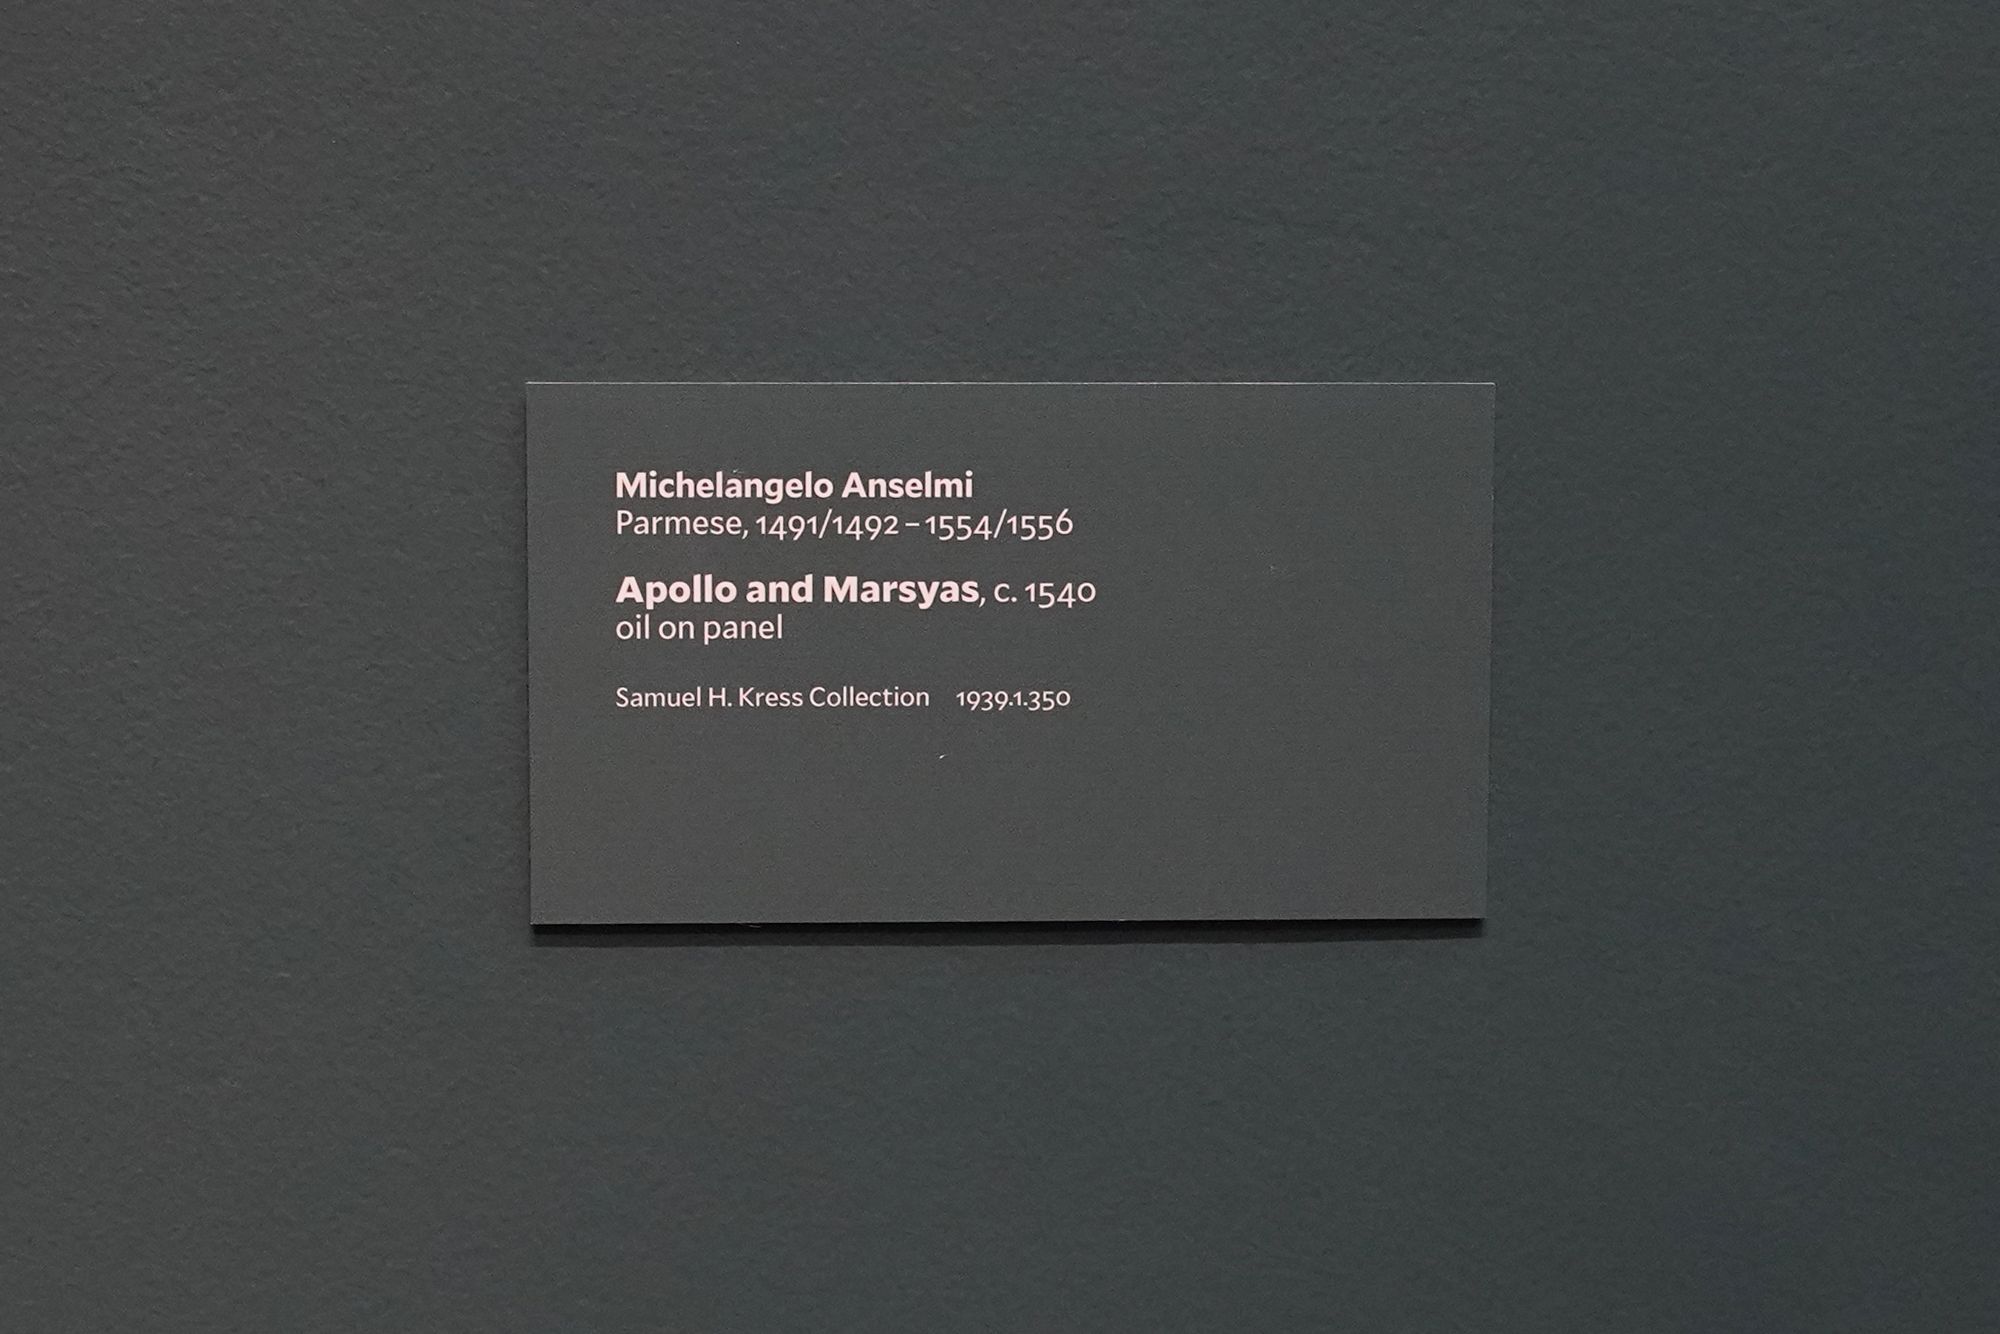 Michelangelo Anselmi
Parmese, 1491/1492 – 1554/1556
Apollo and Marsyas, c. 1540
oil on panel
Samuel H. Kress Collection 1939.1.350